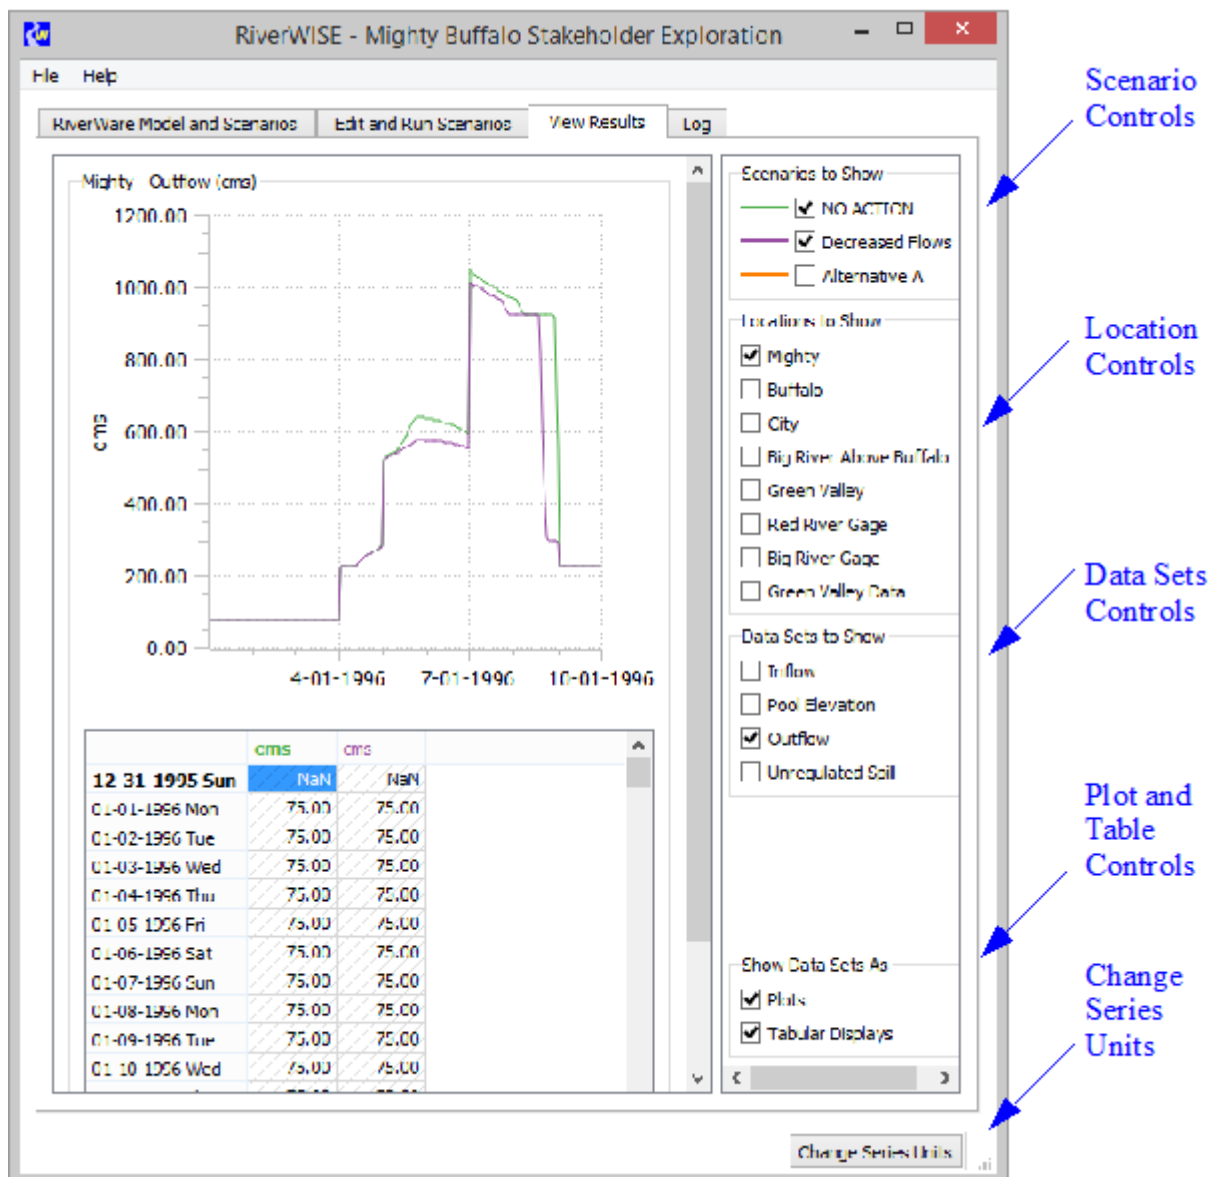 RiverWISE - Mighty Buffalo Stakeholder Exploration
File Help
RiverWare Model and Scenarios Edit and Run Scenarios View Results Log
Mighty Outflow (cms)
1200.00
1000.00
800.00
600.00
400.00
200.00
0.00
cms
4-01-1996 7-01-1996 10-01-1996
cms cms
12-31-1995 Sun NaN NaN
01-01-1996 Mon 75.00 75.00
01-02-1996 Tue 75.00 75.00
01-03-1996 Wed 75.00 75.00
01-04-1996 Thu 75.00 75.00
01-05-1996 Fri 75.00 75.00
01-06-1996 Sat 75.00 75.00
01-07-1996 Sun 75.00 75.00
01-08-1996 Mon 75.00 75.00
01-09-1996 Tue 75.00 75.00
01-10-1996 Wed 75.00 75.00
Scenarios to Show
NO ACTION
Decreased Flows
Alternative A
Locations to Show
Mighty
Buffalo
City
Big River Above Buffalo
Green Valley
Red River Gage
Big River Gage
Green Valley Data
Data Sets to Show
Inflow
Pool Elevation
Outflow
Unregulated Spill
Show Data Sets As
Plots
Tabular Displays
Change Series Units
Scenario
Controls
Location
Controls
Data Sets
Controls
Plot and
Table
Controls
Change
Series
Units